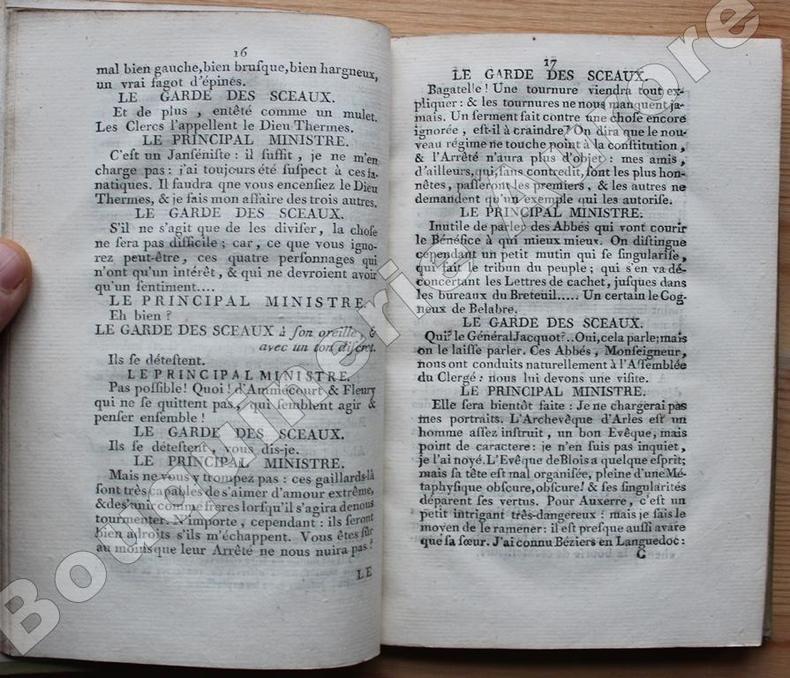 16
mal bien gauche, bien brusque, bien hargneux,
un vrai fagot d'épines.
LE GARDE DES SCEAUX.
Et de plus, entêté comme un mulet.
Les Clercs l'appellent le Dieu Thermes.
LE PRINCIPAL MINISTRE.
C'eſt un Janſéniſte : il ſuffit, je ne m'en
charge pas : j'ai toujours été ſuſpect à ces fa-
natiques. Il faudra que vous encenſiez le Dieu
Thermes, & je fais mon affaire des trois autres.
LE GARDE DES SCEAUX.
S'il ne s'agit que de les diviſer, la choſe
ne ſera pas difficile ; car, ce que vous igno-
rez peut-être, ces quatre perſonnages qui
n'ont qu'un intérêt, & qui ne devroient avoir
qu'un ſentiment....
LE PRINCIPAL MINISTRE.
Eh bien ?
LE GARDE DES SCEAUX à ſon oreille, &
avec un ton diſcret.
Ils ſe déteſtent.
LE PRINCIPAL MINISTRE.
Pas poſſible ! Quoi ! d'Ammécourt & Fleury
qui ne ſe quittent pas, qui ſemblent agir &
penſer enſemble !
LE GARDE DES SCEAUX.
Ils ſe déteſtent, vous dis-je.
LE PRINCIPAL MINISTRE.
Mais ne vous y trompez pas : ces gaillards-là
ſont très capables de s'aimer d'amour extrême,
& des'unir comme freres lorſqu'il s'agira denous
tourmenter. N'importe, cependant : ils ſeront
bien adroits s'ils m'échappent. Vous êtes ſûr
au moins que leur Arrêté ne nous nuira pas ?
LE
17
LE GARDE DES SCEAUX.
Bagatelle ! Une tournure viendra tout ex-
pliquer : & les tournures ne nous manquent ja-
mais. Un ſerment fait contre une choſe encore
ignorée, eſt-il à craindre? On dira que le nou-
veau régime ne touche point à la conſtitution,
& l'Arrêté n'aura plus d'objet : mes amis,
d'ailleurs, qui, ſans contredit, ſont les plus hon-
nêtes, paſſeront les premiers, & les autres ne
demandent qu'un exemple qui les autoriſe.
LE PRINCIPAL MINISTRE.
Inutile de parler des Abbés qui vont courir
le Bénéfice à qui mieux mieux. On diſtingue
cependant un petit mutin qui ſe ſingulariſe,
qui fait le tribun du peuple ; qui s'en va dé-
concertant les Lettres de cachet, juſques dans
les bureaux du Breteuil..... Un certain le Cog-
neux de Belabre.
LE GARDE DES SCEAUX.
Qui? le Général Jacquot?.. Oui, cela parle; mais
on le laiſſe parler. Ces Abbés, Monſeigneur,
nous ont conduits naturellement à l'Aſſemblée
du Clergé : nous lui devons une viſite.
LE PRINCIPAL MINISTRE.
Elle ſera bientôt faite : Je ne chargerai pas
mes portraits. L'Archevêque d'Arles eſt un
homme aſſez inſtruit, un bon Evêque, mais
point de caractere : je n'en ſuis pas inquiet,
je l'ai noyé. L'Evêque de Blois a quelque eſprit;
mais ſa tête eſt mal organiſée, pleine d'une Mé-
taphyſique obſcure, obſcure! & ſes ſingularités
déparent ſes vertus. Pour Auxerre, c'eſt un
petit intrigant très-dangereux : mais je ſais le
moyen de le ramener : il eſt preſque auſſi avare
que ſa ſœur. J'ai connu Béziers en Languedoc :
C